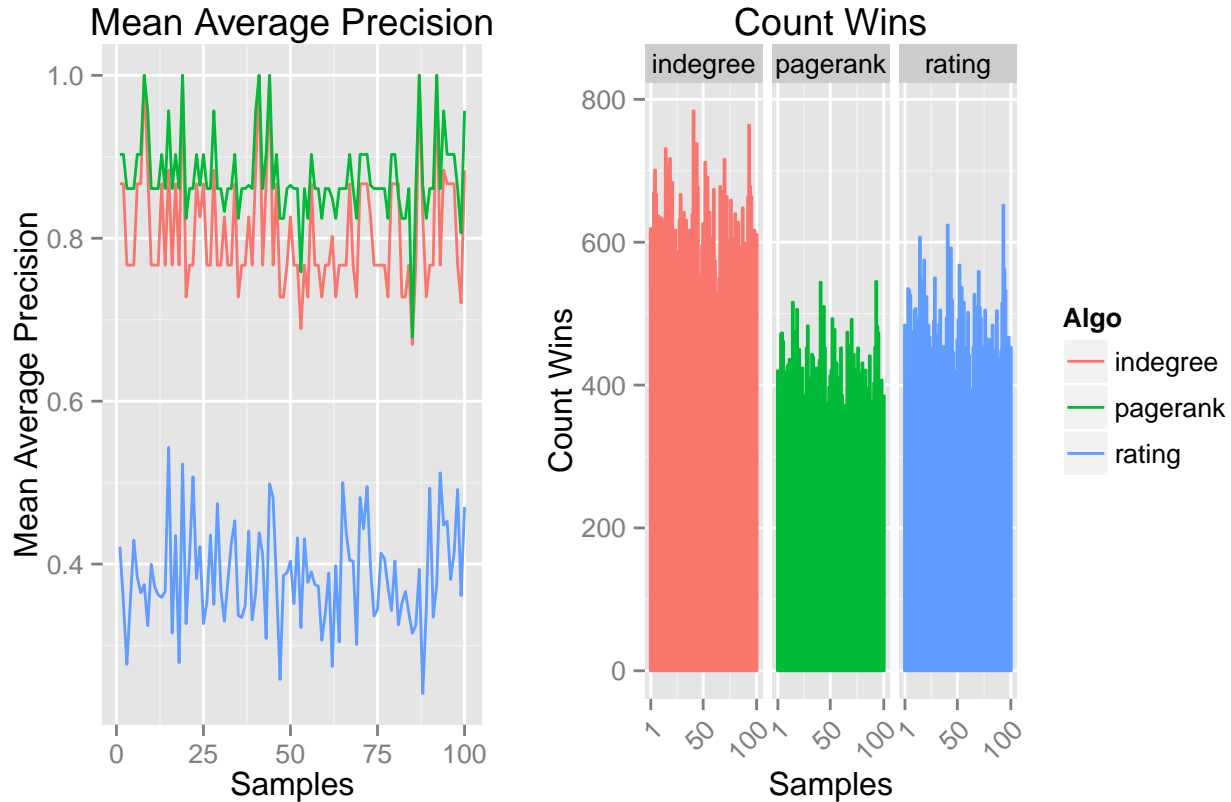 Mean Average Precision
Mean Average Precision
1.0
0.8
0.6
0.4
0 25 50 75 100
Samples
Count Wins
indegree pagerank rating
Count Wins
800
600
400
200
0
1 50 100 1 50 100 1 50 100
Samples
Algo
indegree
pagerank
rating